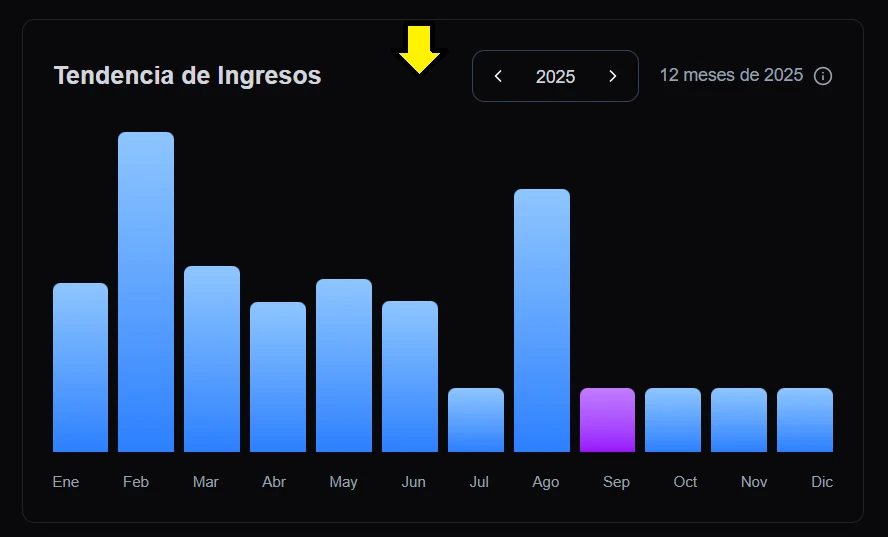 Tendencia de Ingresos
2025
12 meses de 2025
Ene Feb Mar Abr May Jun Jul Ago Sep Oct Nov Dic